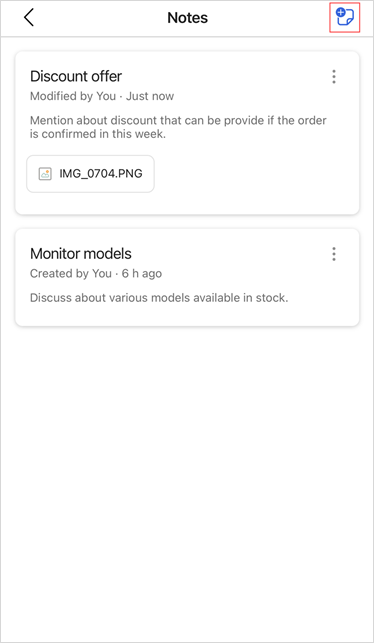 Notes
Discount offer
Modified by You · Just now
Mention about discount that can be provide if the order
is confirmed in this week.
IMG_0704.PNG
Monitor models
Created by You · 6 h ago
Discuss about various models available in stock.